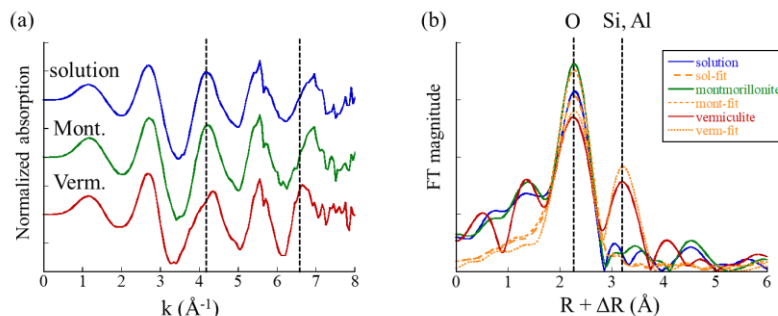 (a)
solution
Mont.
Verm.
Normalized absorption
0 1 2 3 4 5 6 7 8
k (Å⁻¹)
(b)
O Si, Al
solution
sol-fit
montmorillonite
mont-fit
vermiculite
verm-fit
FT magnitude
0 1 2 3 4 5 6
R + ΔR (Å)